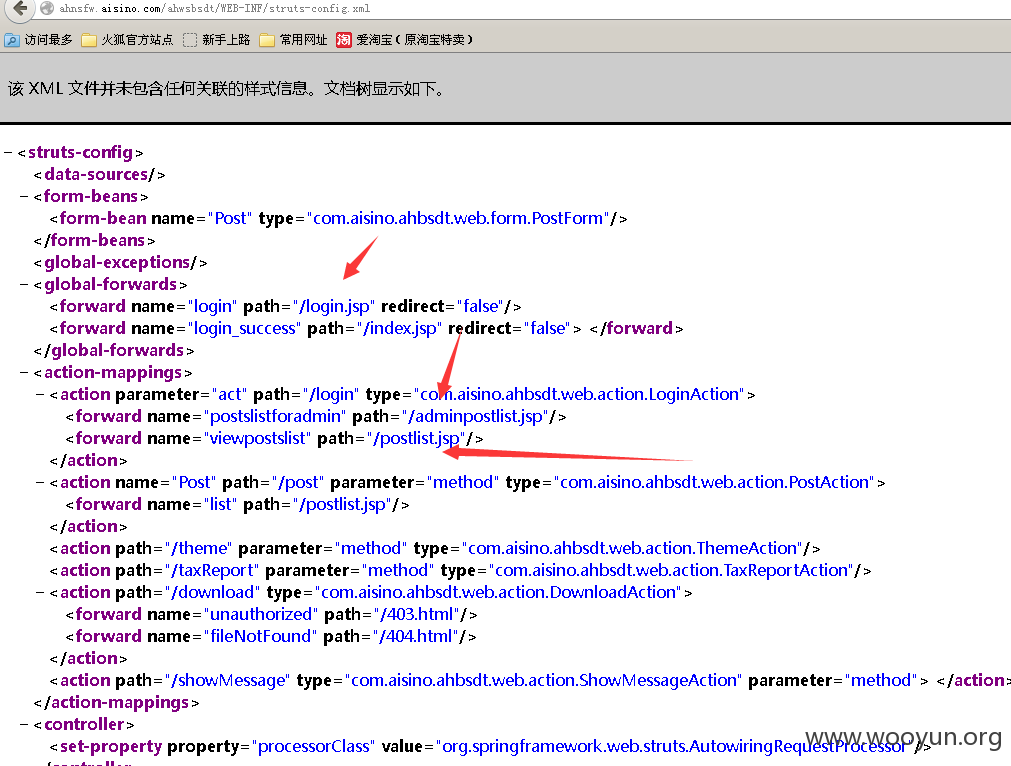 ahnsfw.aisino.com/ahwsbsdt/WEB-INF/struts-config.xml
访问最多 火狐官方站点 新手上路 常用网址 淘 爱淘宝（原淘宝特卖）
该 XML 文件并未包含任何关联的样式信息。文档树显示如下。
− <struts-config>
<data-sources/>
− <form-beans>
<form-bean name="Post" type="com.aisino.ahbsdt.web.form.PostForm"/>
</form-beans>
<global-exceptions/>
− <global-forwards>
<forward name="login" path="/login.jsp" redirect="false"/>
<forward name="login_success" path="/index.jsp" redirect="false"> </forward>
</global-forwards>
− <action-mappings>
− <action parameter="act" path="/login" type="com.aisino.ahbsdt.web.action.LoginAction">
<forward name="postslistforadmin" path="/adminpostlist.jsp"/>
<forward name="viewpostslist" path="/postlist.jsp"/>
</action>
− <action name="Post" path="/post" parameter="method" type="com.aisino.ahbsdt.web.action.PostAction">
<forward name="list" path="/postlist.jsp"/>
</action>
<action path="/theme" parameter="method" type="com.aisino.ahbsdt.web.action.ThemeAction"/>
<action path="/taxReport" parameter="method" type="com.aisino.ahbsdt.web.action.TaxReportAction"/>
− <action path="/download" type="com.aisino.ahbsdt.web.action.DownloadAction">
<forward name="unauthorized" path="/403.html"/>
<forward name="fileNotFound" path="/404.html"/>
</action>
<action path="/showMessage" type="com.aisino.ahbsdt.web.action.ShowMessageAction" parameter="method"> </action>
</action-mappings>
− <controller>
<set-property property="processorClass" value="org.springframework.web.struts.AutowiringRequestProcessor"/>
</controller>
www.wooyun.org